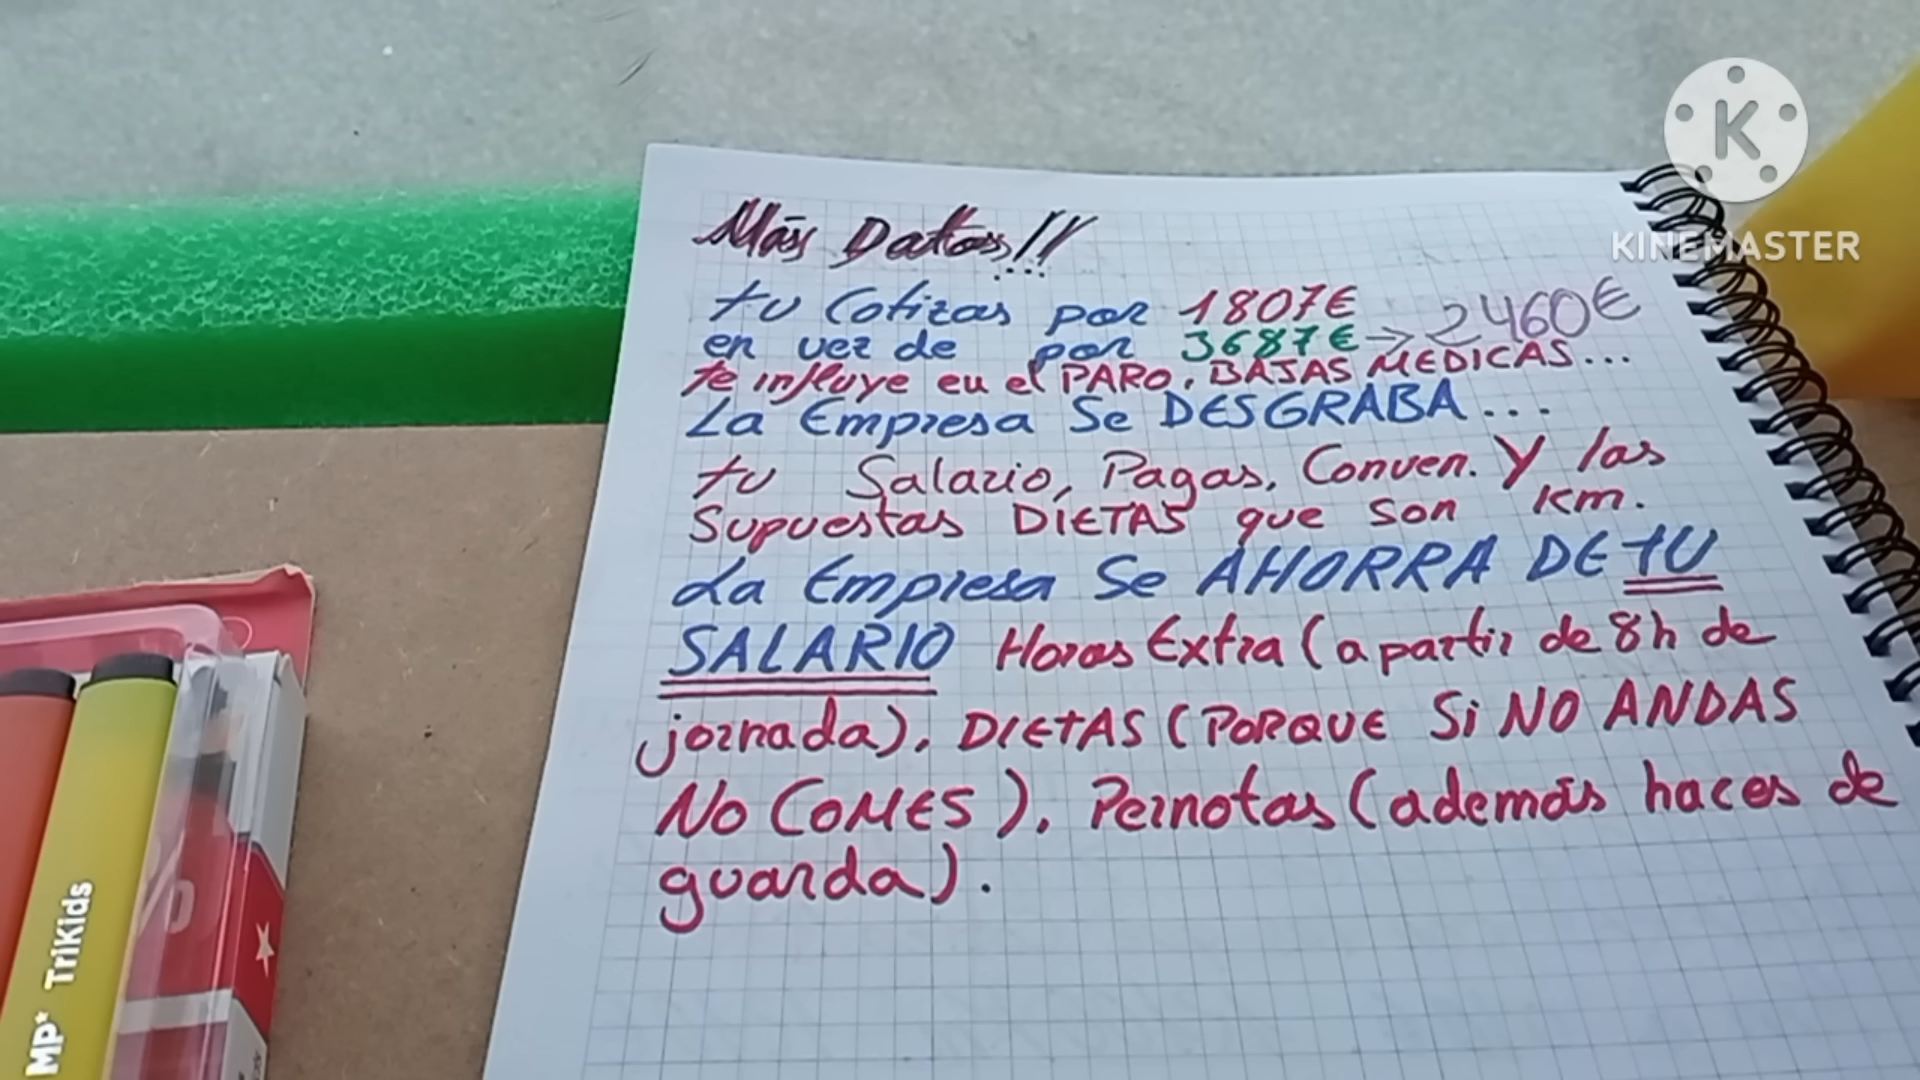 Más Datos!!
...
tu Cotizas por 1807€
en vez de por 3687€ → 2460€
te influye en el PARO, BAJAS MEDICAS...
La Empresa Se DESGRABA...
tu Salario, Pagas, Conven. Y las
Supuestas DIETAS que son km.
La Empresa Se AHORRA DE TU
SALARIO Horas Extra (a partir de 8h de
jornada), DIETAS (PORQUE Si NO ANDAS
NO COMES), Pernotas (además haces de
guarda).
K
KINEMASTER
MP* TriKids
%